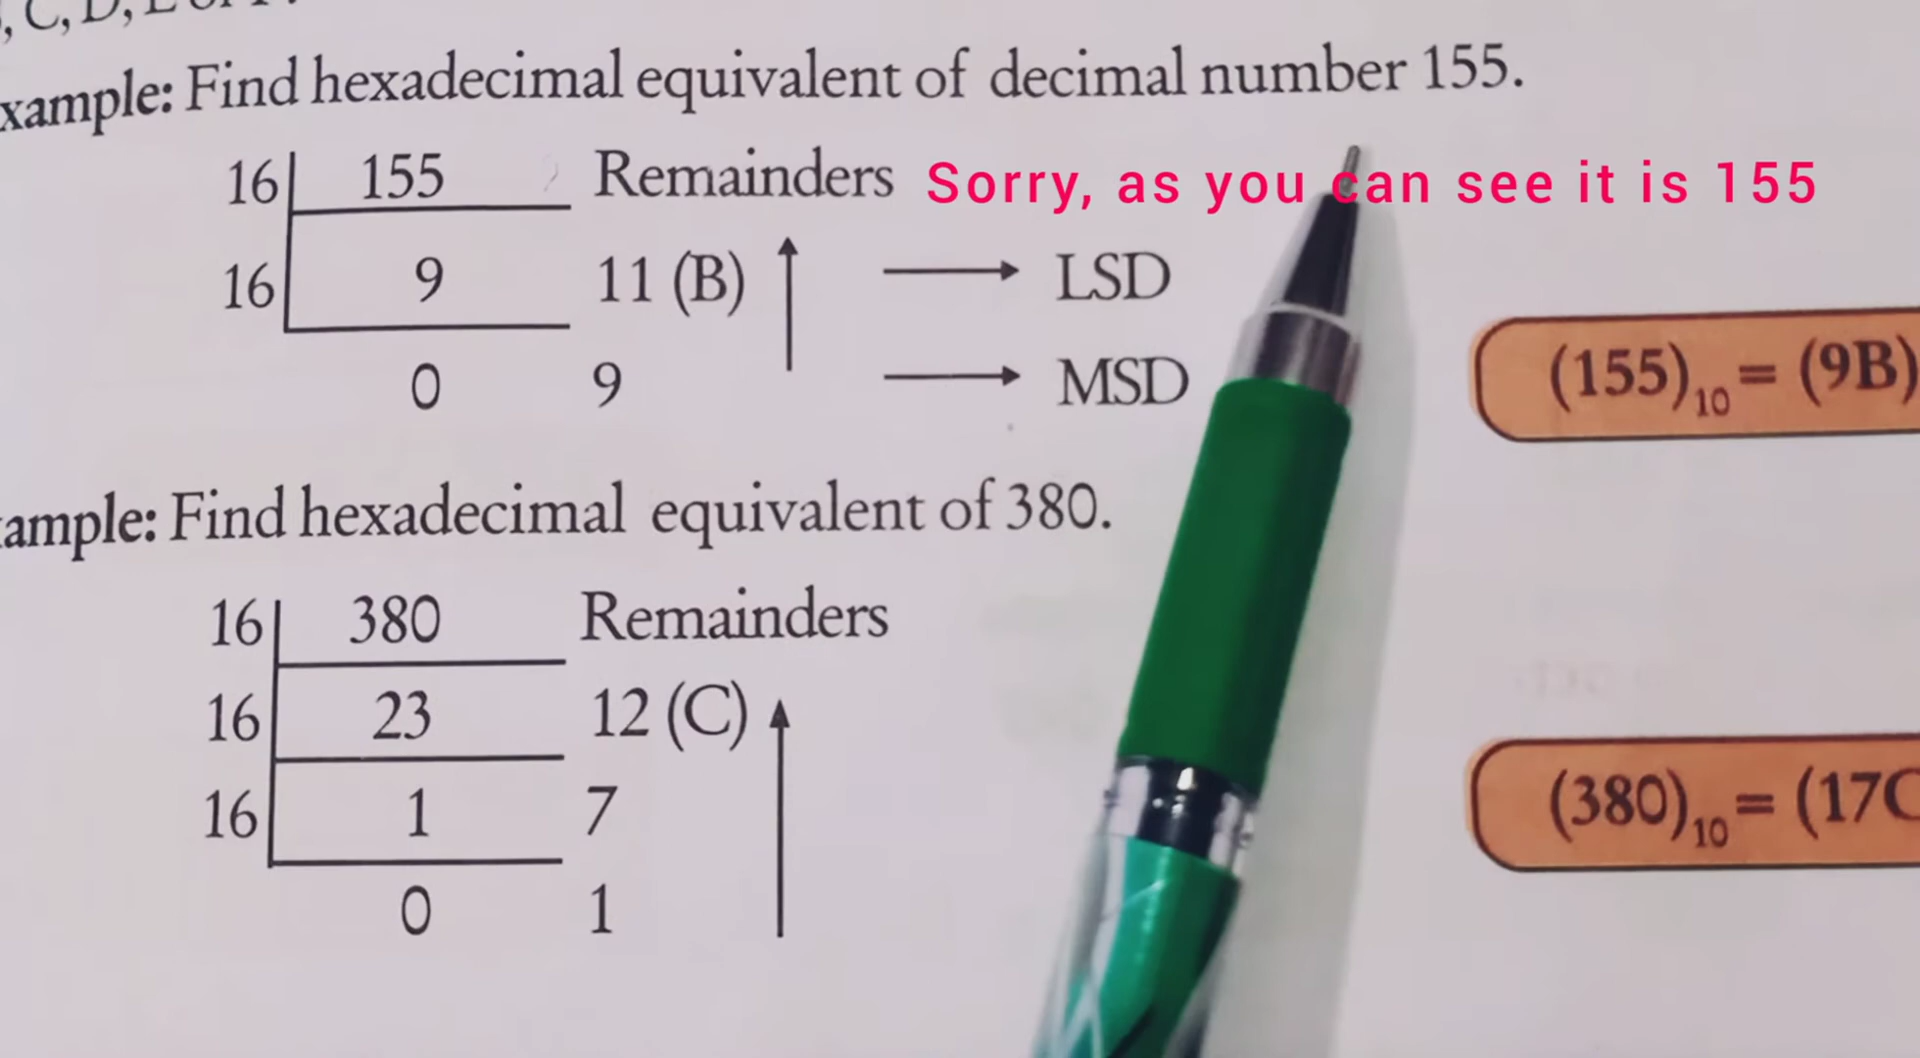 , C, D, E or F.
xample: Find hexadecimal equivalent of decimal number 155.
16 155 Remainders Sorry, as you can see it is 155
16 9 11 (B) LSD
0 9 MSD
(155)10 = (9B)
ample: Find hexadecimal equivalent of 380.
16 380 Remainders
16 23 12 (C)
16 1 7
0 1
(380)10 = (17C